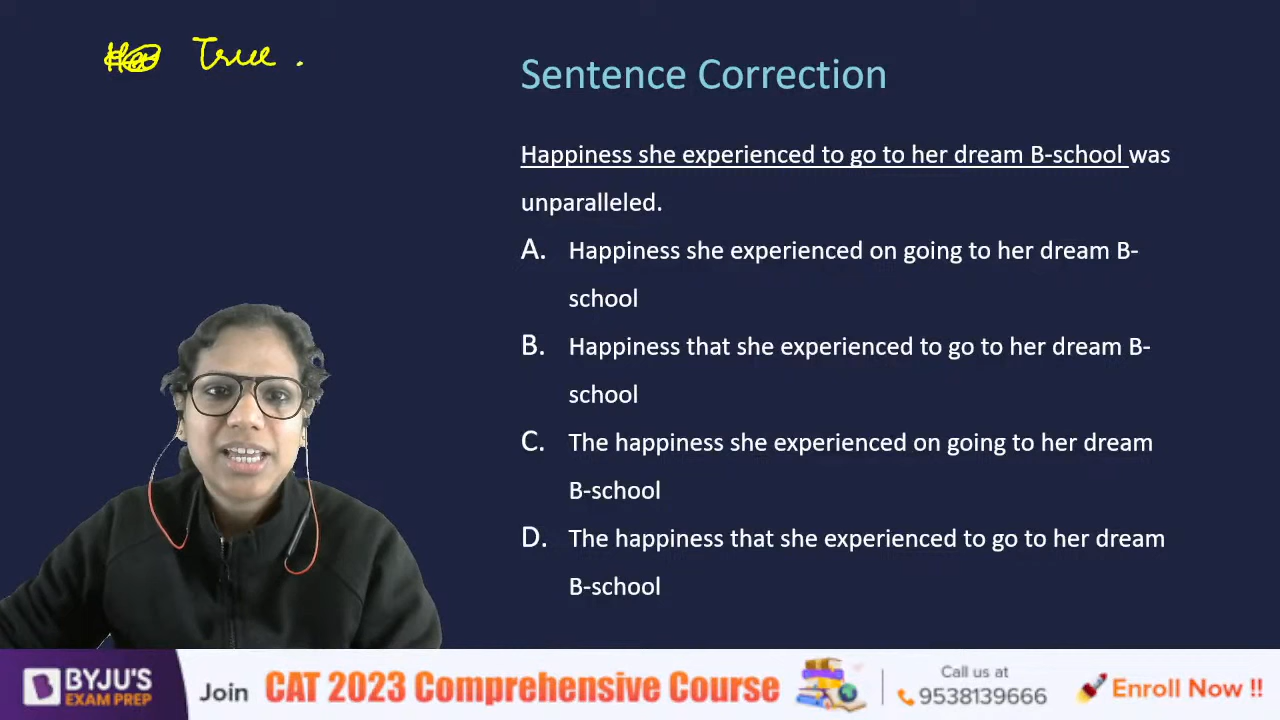 True .
Sentence Correction
Happiness she experienced to go to her dream B-school was
unparalleled.
A. Happiness she experienced on going to her dream B-
school
B. Happiness that she experienced to go to her dream B-
school
C. The happiness she experienced on going to her dream
B-school
D. The happiness that she experienced to go to her dream
B-school
BYJU'S
EXAM PREP
Join CAT 2023 Comprehensive Course
Call us at
9538139666
Enroll Now !!